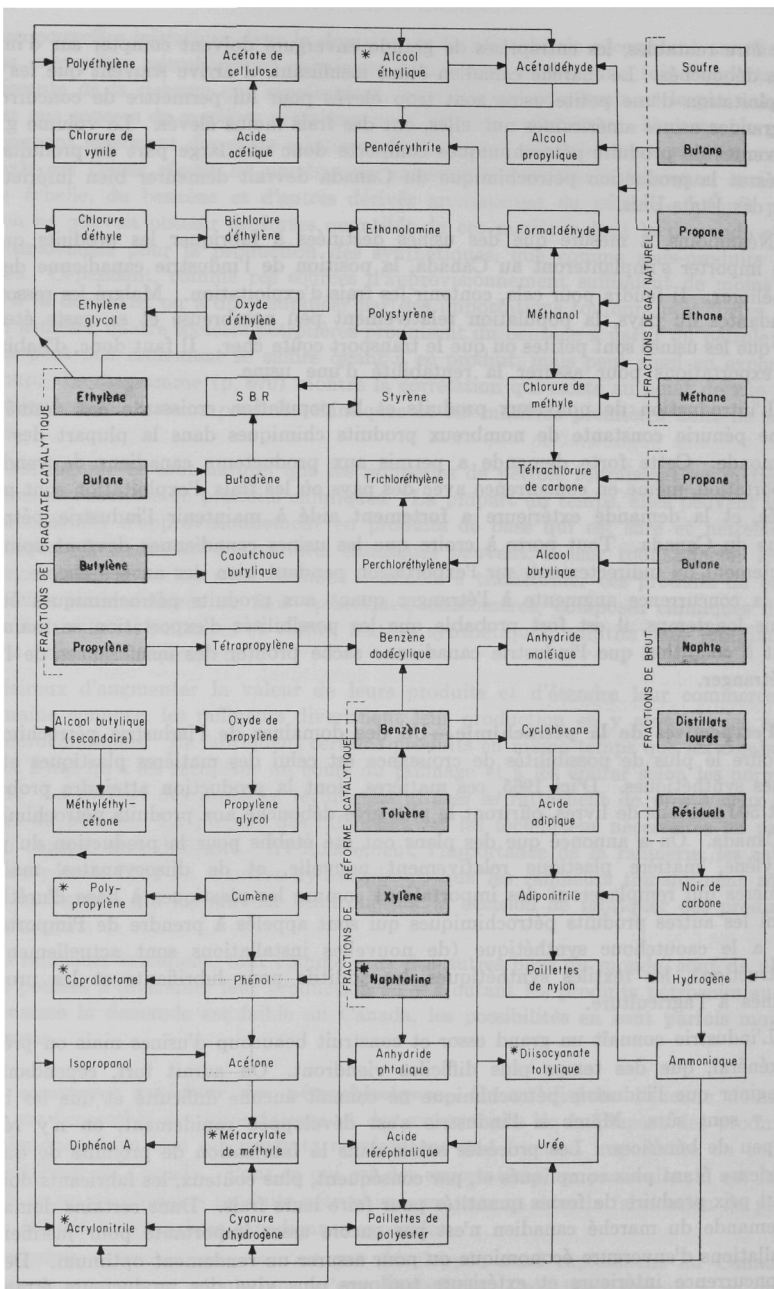 Polyéthylène
Acétate de
cellulose
* Alcool
éthylique
Acétaldéhyde
Soufre
Chlorure de
vynile
Acide
acétique
Pentaérythrite
Alcool
propylique
Butane
Chlorure
d'éthyle
Bichlorure
d'éthylène
Ethanolamine
Formaldéhyde
Propane
Ethylène
glycol
Oxyde
d'éthylène
Polystyrène
Méthanol
Ethane
Ethylène
S B R
Styrène
Chlorure
de
méthyle
Méthane
FRACTIONS DE GAZ NATUREL
Butane
Butadiène
Trichloréthylène
Tétrachlorure
de carbone
Propane
Butylène
Caoutchouc
butylique
Perchloréthylène
Alcool
butylique
Butane
Propylène
Tétrapropylène
Benzène
dodécylique
Anhydride
maléique
Naphte
FRACTIONS DE CRAQUATE CATALYTIQUE
Alcool butylique
(secondaire)
Oxyde de
propylène
Benzène
Cyclohexane
Distillats
lourds
FRACTIONS DE BRUT
Méthyléthyl-
cétone
Propylène
glycol
Toluène
Acide
adipique
Résiduels
* Poly-
propylène
Cumène
Xylène
Adiponitrile
Noir de
carbone
* Caprolactame
Phénol
* Naphtaline
Paillettes
de nylon
Hydrogène
FRACTIONS DE RÉFORME CATALYTIQUE
Isopropanol
Acétone
Anhydride
phtalique
* Diisocyanate
tolylique
Ammoniaque
Diphénol A
* Métacrylate
de méthyle
Acide
téréphtalique
Urée
* Acrylonitrile
Cyanure
d'hydrogène
Paillettes de
polyester